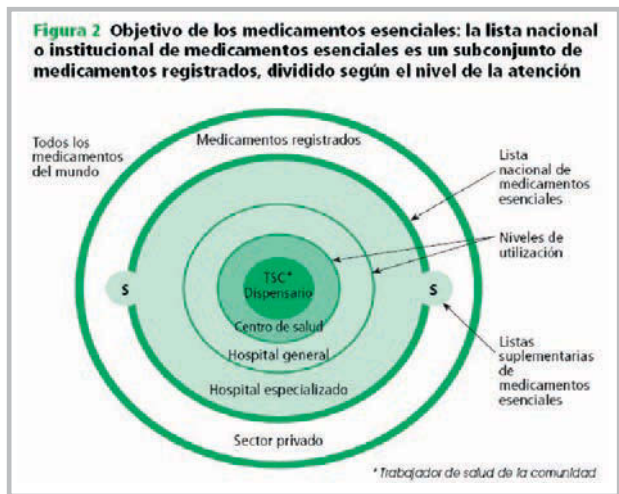 Figura 2 Objetivo de los medicamentos esenciales: la lista nacional
o institucional de medicamentos esenciales es un subconjunto de
medicamentos registrados, dividido según el nivel de la atención
Todos los
medicamentos
del mundo
Medicamentos registrados
Lista
nacional de
medicamentos
esenciales
Niveles de
utilización
S
TSC*
Dispensario
S
Centro de salud
Hospital general
Hospital especializado
Listas
suplementarias
de
medicamentos
esenciales
Sector privado
* Trabajador de salud de la comunidad